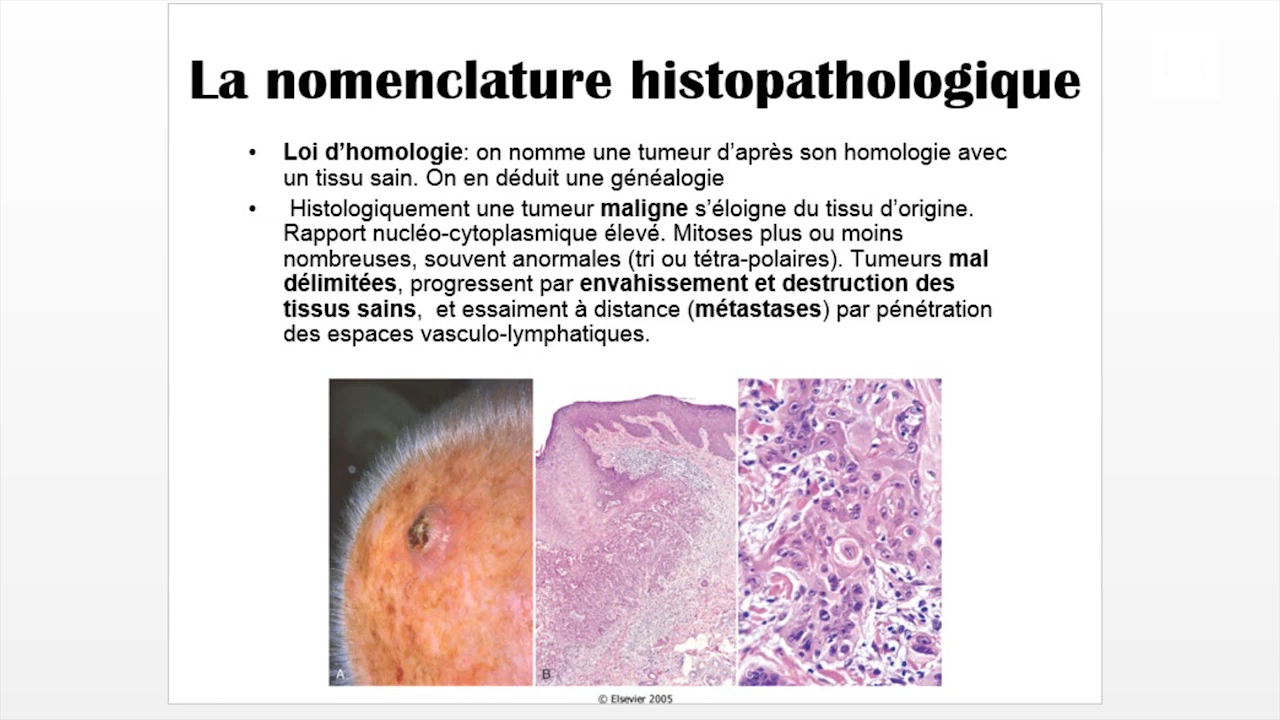 La nomenclature histopathologique
• Loi d’homologie: on nomme une tumeur d’après son homologie avec
un tissu sain. On en déduit une généalogie
• Histologiquement une tumeur maligne s’éloigne du tissu d’origine.
Rapport nucléo-cytoplasmique élevé. Mitoses plus ou moins
nombreuses, souvent anormales (tri ou tétra-polaires). Tumeurs mal
délimitées, progressent par envahissement et destruction des
tissus sains, et essaiment à distance (métastases) par pénétration
des espaces vasculo-lymphatiques.
A B C
© Elsevier 2005